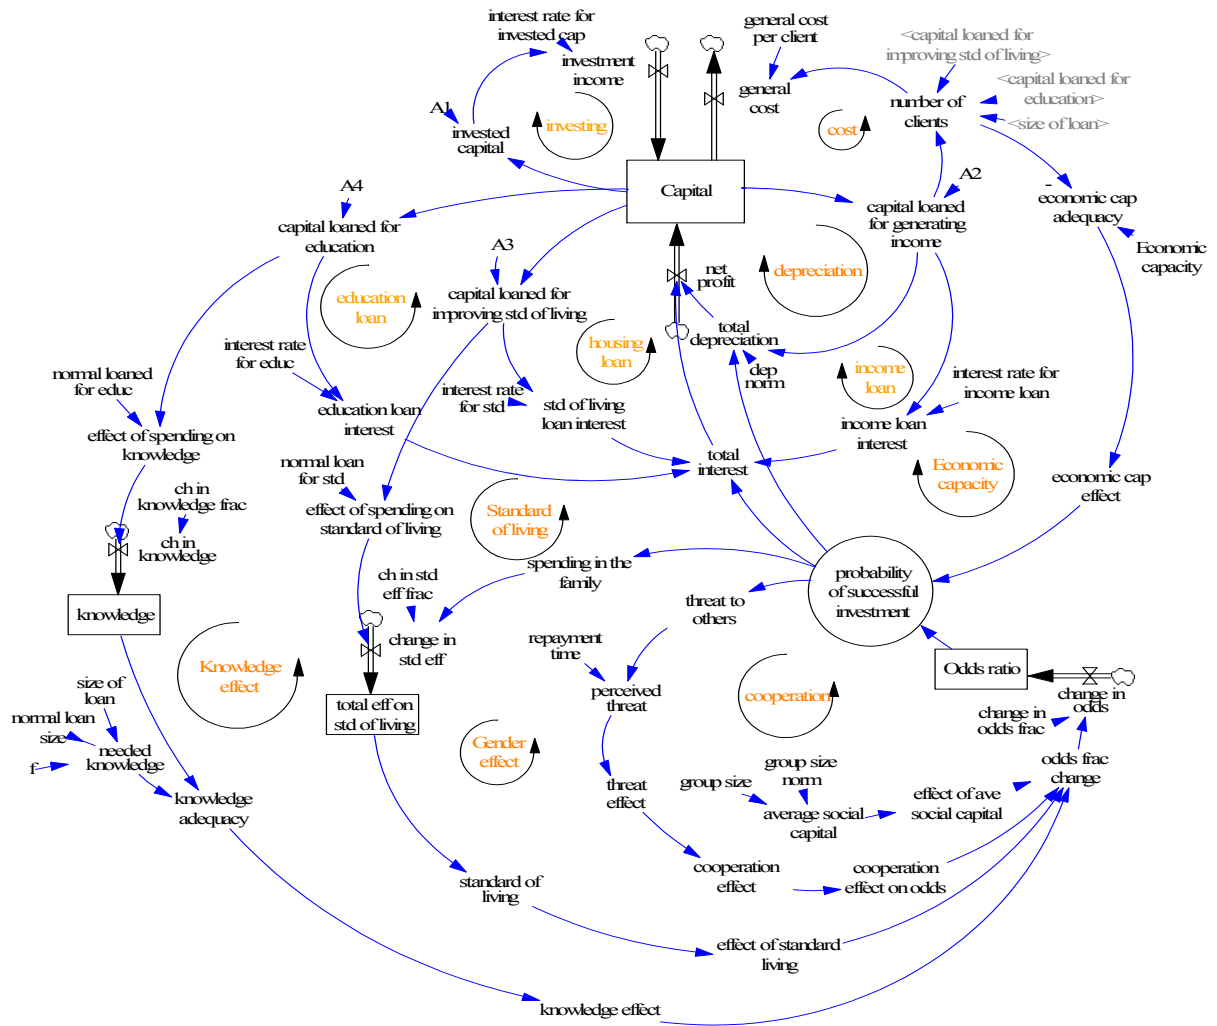 interest rate for
invested cap
investment
income
general cost
per client
general
cost
<capital loaned for
improving std of living>
<capital loaned for
education>
<size of loan>
number of
clients
A1
invested
capital
investing
cost
Capital
A4
capital loaned for
education
A3
capital loaned for
improving std of living
A2
capital loaned
for generating
income
-
economic cap
adequacy
Economic
capacity
net
profit
depreciation
education
loan
housing
loan
total
depreciation
dep
norm
income
loan
interest rate
for educ
normal loaned
for educ
education loan
interest
interest rate
for std
std of living
loan interest
interest rate for
income loan
income loan
interest
effect of spending on
knowledge
normal loan
for std
effect of spending on
standard of living
total
interest
Economic
capacity
economic cap
effect
ch in
knowledge frac
ch in
knowledge
Standard
of living
spending in the
family
ch in std
eff frac
change in
std eff
probability
of successful
investment
threat to
others
knowledge
Knowledge
effect
repayment
time
perceived
threat
cooperation
Odds ratio
change in
odds
change in
odds frac
size of
loan
normal loan
size
f
needed
knowledge
total eff on
std of living
Gender
effect
odds frac
change
knowledge
adequacy
threat
effect
group size
group size
norm
average social
capital
effect of ave
social capital
cooperation
effect
cooperation
effect on odds
standard of
living
effect of standard
living
knowledge effect